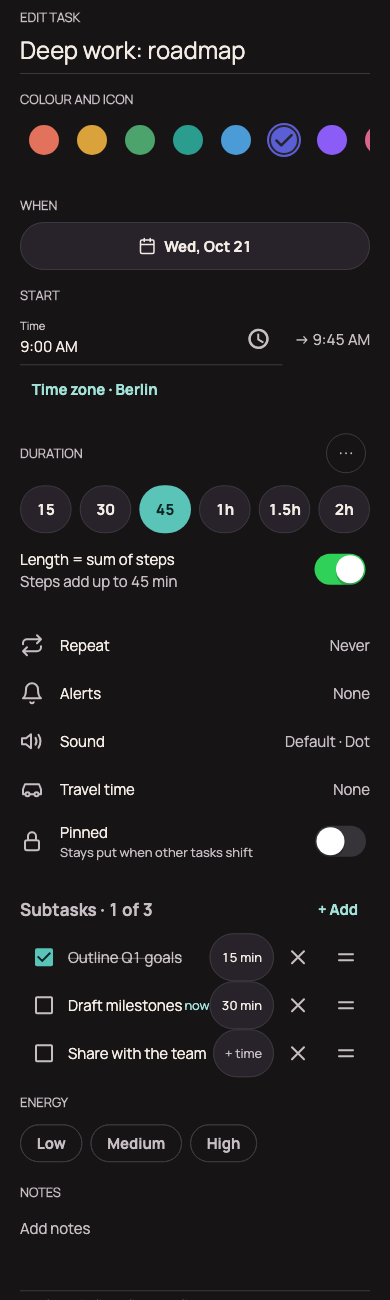 EDIT TASK
Deep work: roadmap
COLOUR AND ICON
WHEN
Wed, Oct 21
START
Time
9:00 AM
→ 9:45 AM
Time zone · Berlin
DURATION
···
15 30 45 1h 1.5h 2h
Length = sum of steps
Steps add up to 45 min
Repeat Never
Alerts None
Sound Default · Dot
Travel time None
Pinned
Stays put when other tasks shift
Subtasks · 1 of 3 + Add
Outline Q1 goals 15 min
Draft milestones now 30 min
Share with the team + time
ENERGY
Low Medium High
NOTES
Add notes